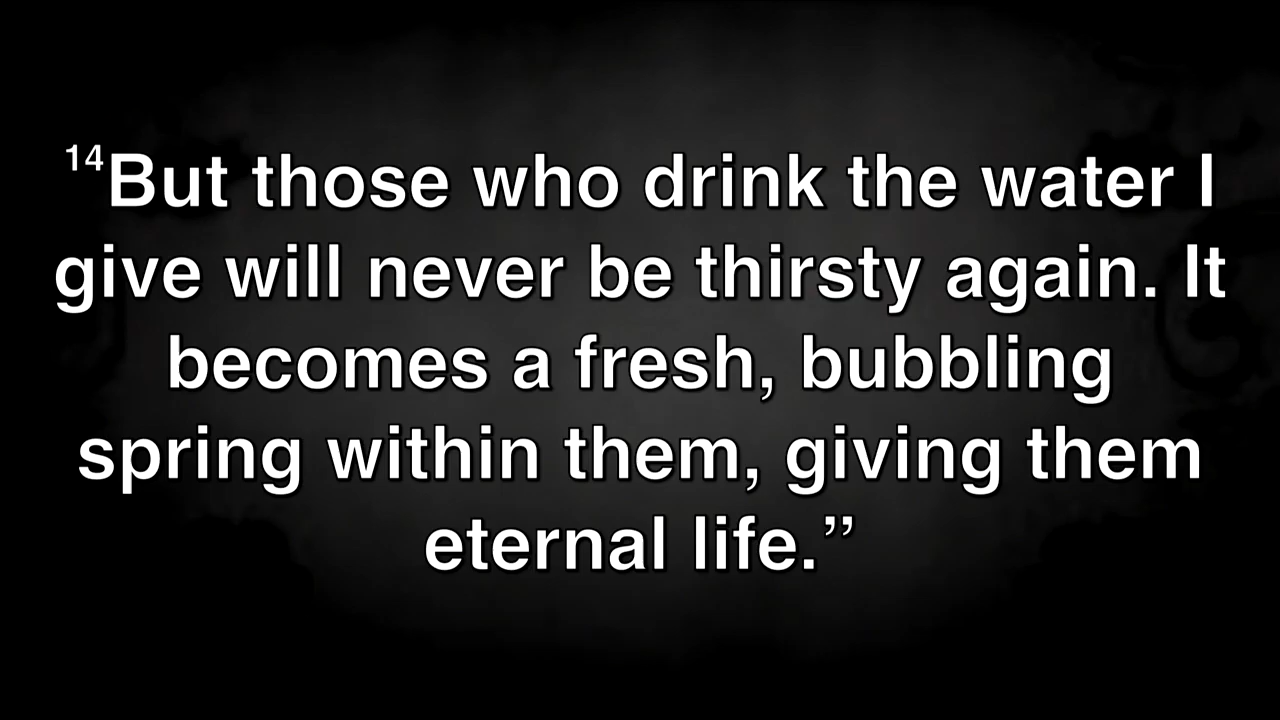 ¹⁴But those who drink the water I
give will never be thirsty again. It
becomes a fresh, bubbling
spring within them, giving them
eternal life.”